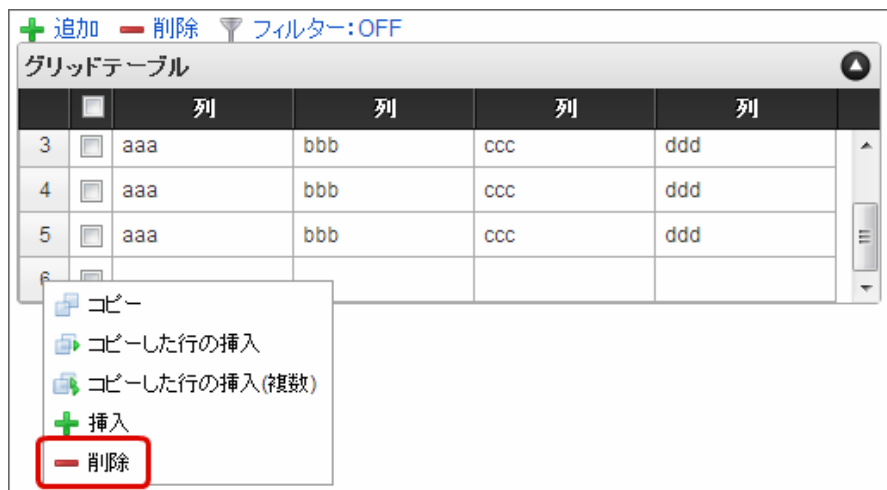 追加 削除 フィルター：OFF
グリッドテーブル
列 列 列 列
3 aaa bbb ccc ddd
4 aaa bbb ccc ddd
5 aaa bbb ccc ddd
6
コピー
コピーした行の挿入
コピーした行の挿入(複数)
挿入
削除